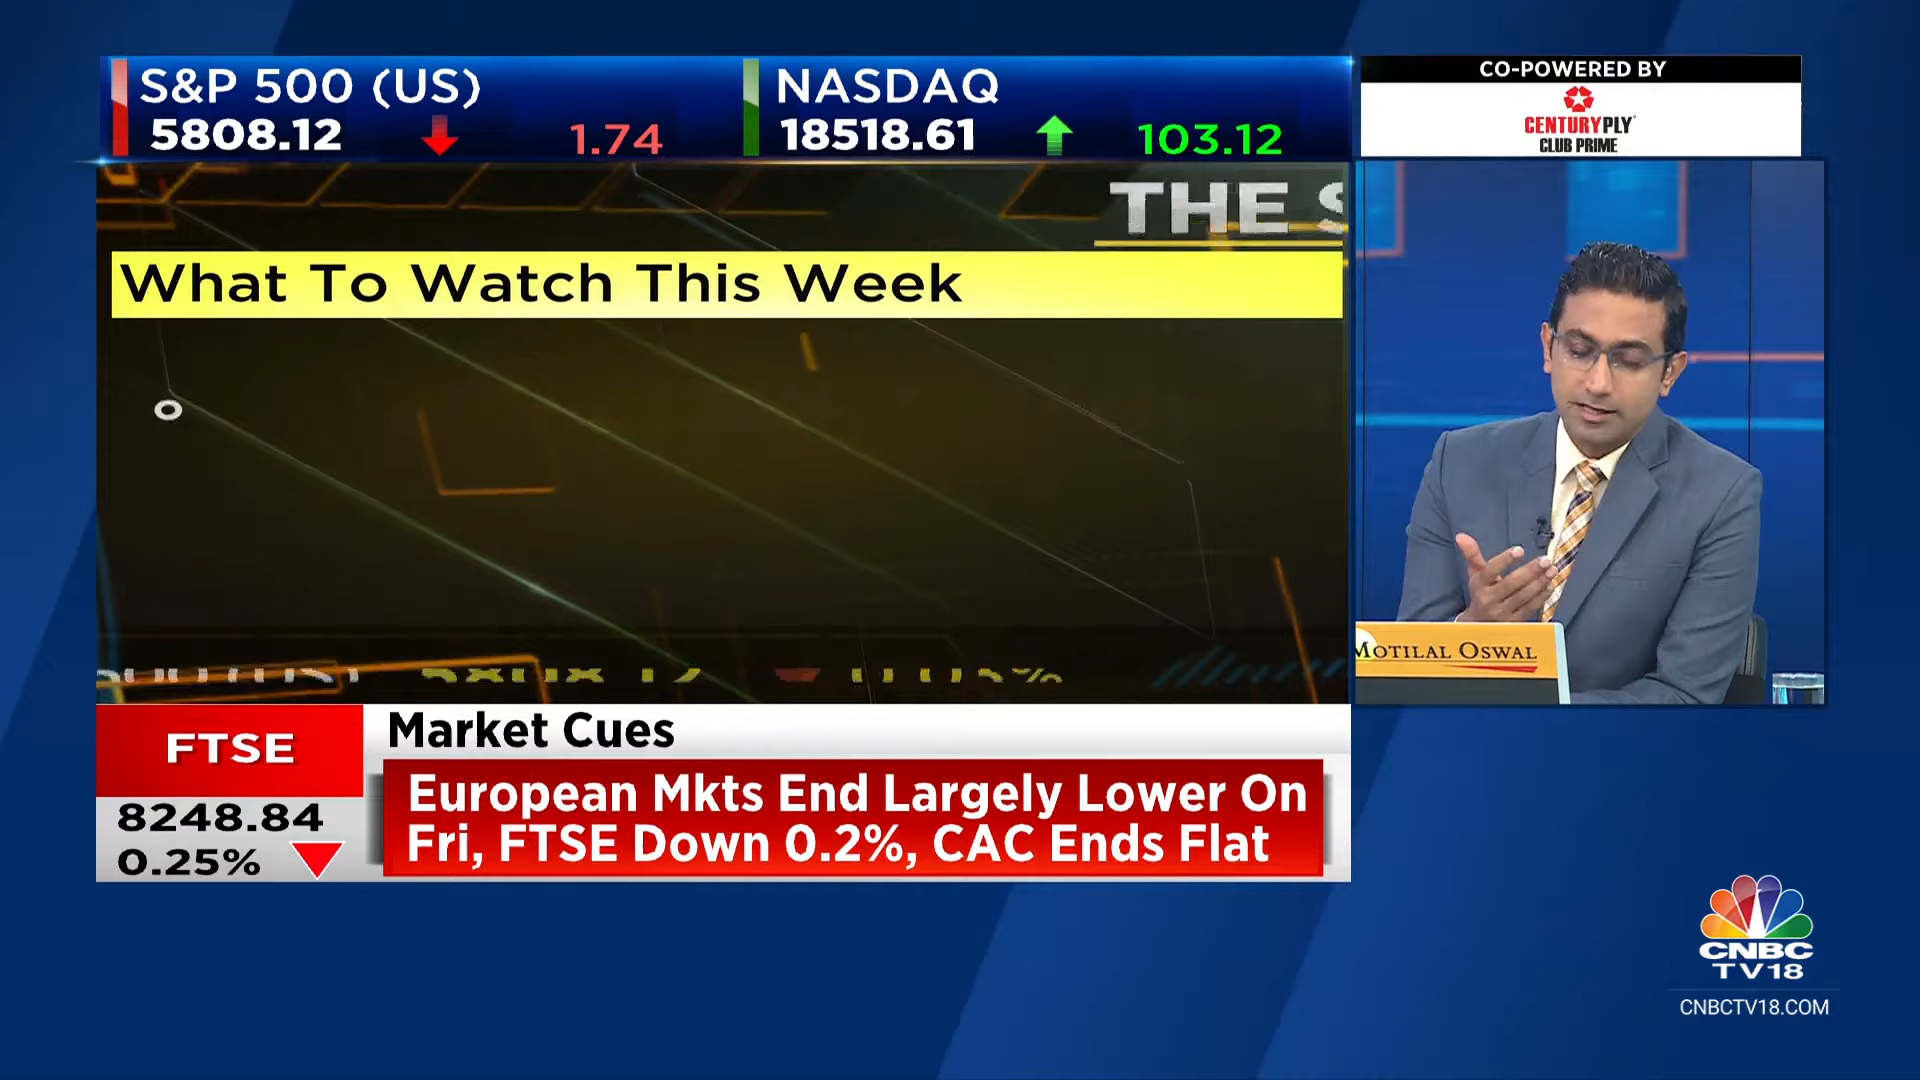 S&P 500 (US)
5808.12 1.74
NASDAQ
18518.61 103.12
CO-POWERED BY
CENTURYPLY
CLUB PRIME
THE
What To Watch This Week
MOTILAL OSWAL
FTSE
8248.84
0.25%
Market Cues
European Mkts End Largely Lower On
Fri, FTSE Down 0.2%, CAC Ends Flat
CNBC
TV18
CNBCTV18.COM